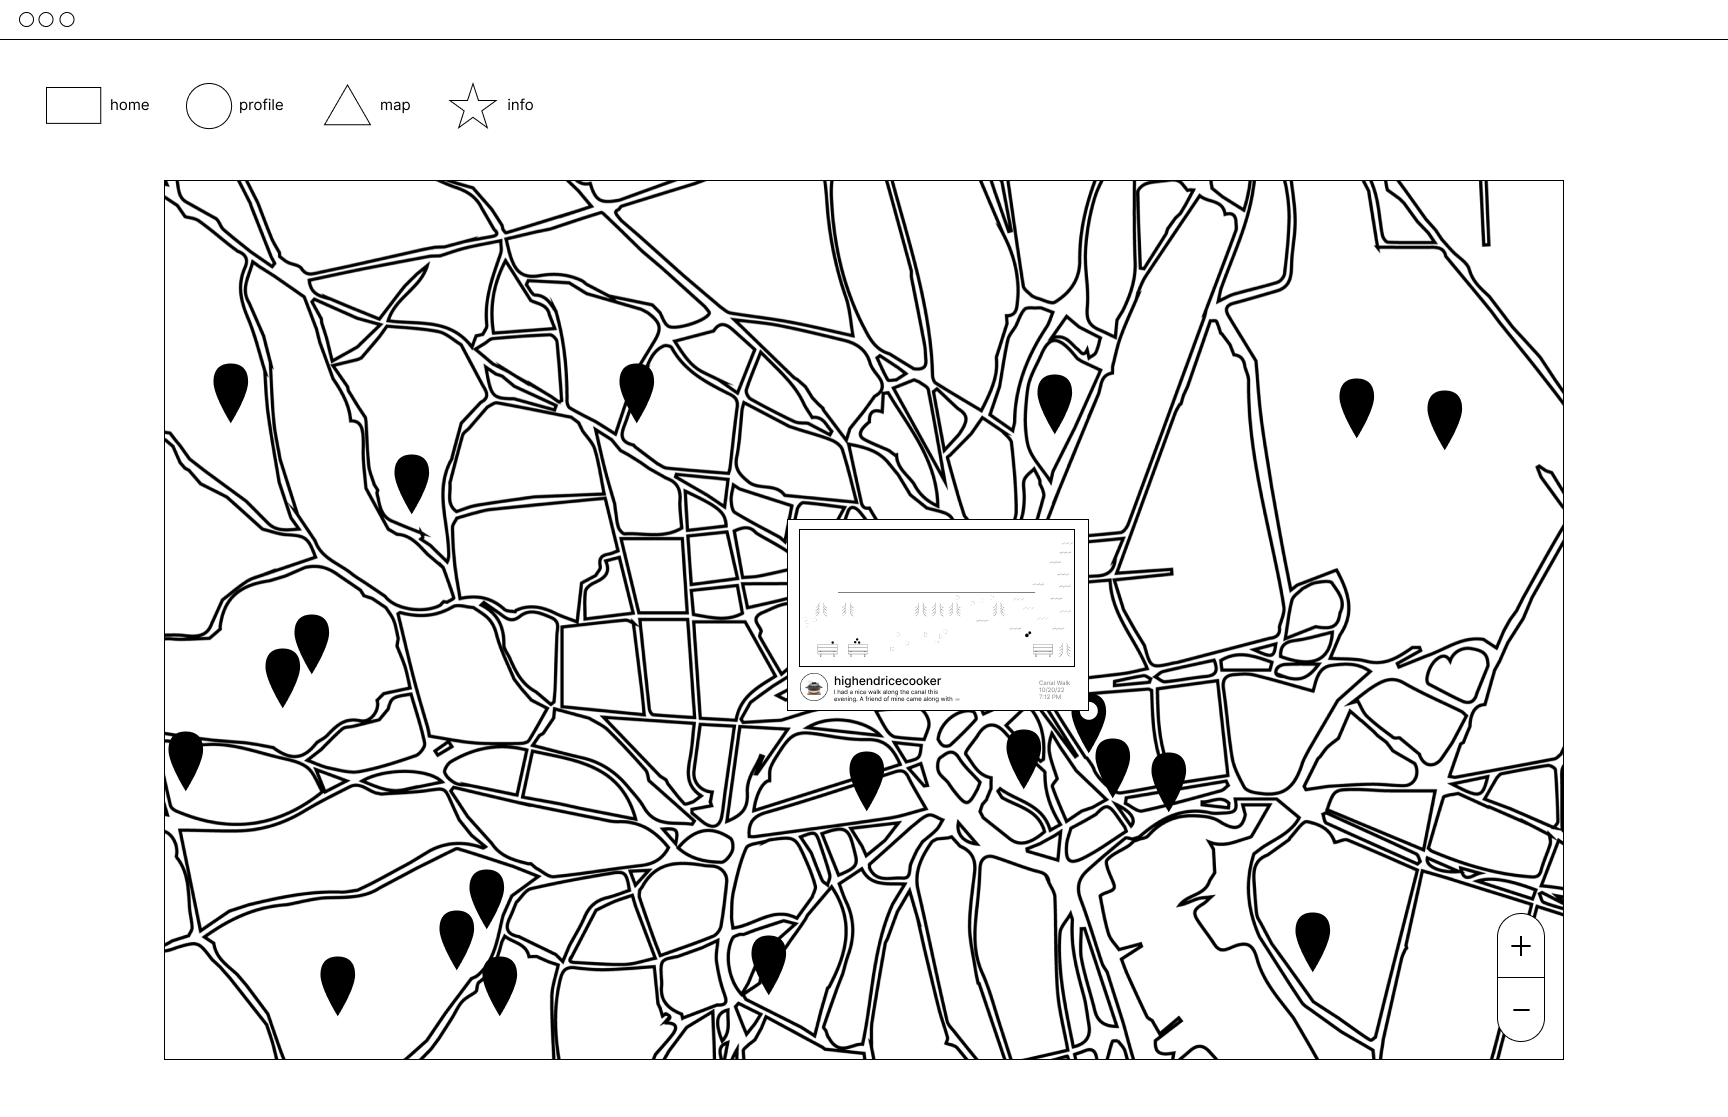 home
profile
map
info
highendricecooker
I had a nice walk along the canal this
evening. A friend of mine came along with ∞
Canal Walk
10/20/22
7:12 PM
+
−